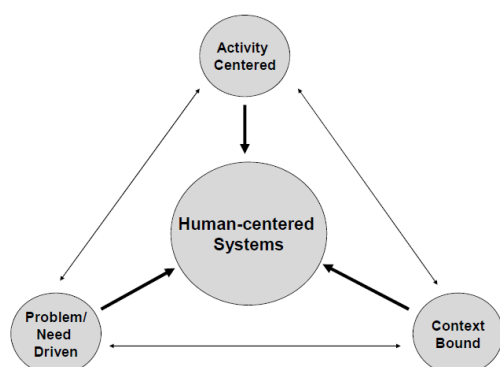 Activity
Centered
Human-centered
Systems
Problem/
Need
Driven
Context
Bound